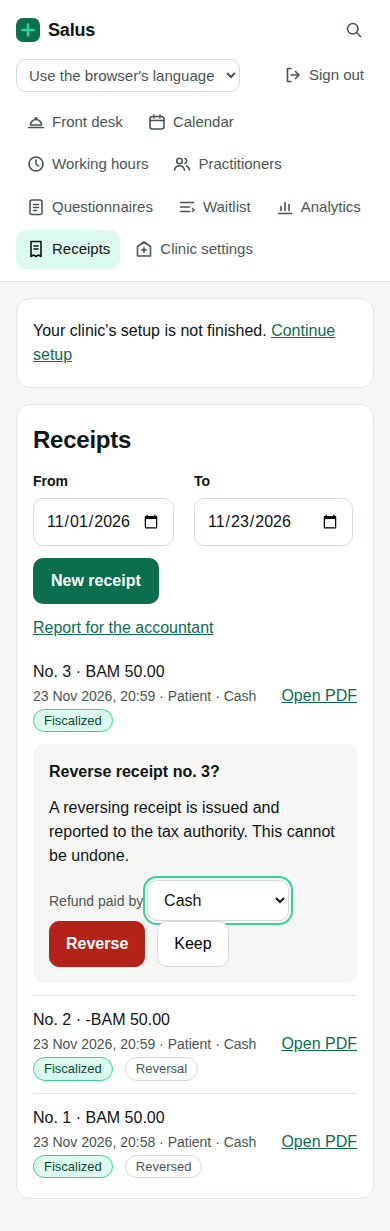 Salus
Use the browser's language
Sign out
Front desk
Calendar
Working hours
Practitioners
Questionnaires
Waitlist
Analytics
Receipts
Clinic settings
Your clinic's setup is not finished. Continue
setup
Receipts
From
To
11/01/2026
11/23/2026
New receipt
Report for the accountant
No. 3 · BAM 50.00
23 Nov 2026, 20:59 · Patient · Cash
Open PDF
Fiscalized
Reverse receipt no. 3?
A reversing receipt is issued and
reported to the tax authority. This cannot
be undone.
Refund paid by
Cash
Reverse
Keep
No. 2 · -BAM 50.00
23 Nov 2026, 20:59 · Patient · Cash
Open PDF
Fiscalized
Reversal
No. 1 · BAM 50.00
23 Nov 2026, 20:58 · Patient · Cash
Open PDF
Fiscalized
Reversed